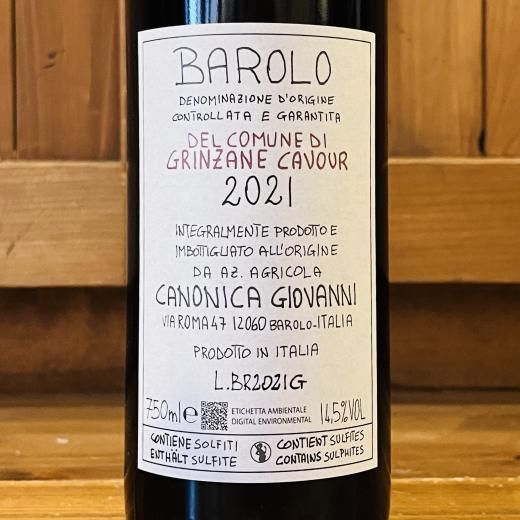 BAROLO
DENOMINAZIONE D'ORIGINE
CONTROLLATA E GARANTITA
DEL COMUNE DI
GRINZANE CAVOUR
2021
INTEGRALMENTE PRODOTTO E
IMBOTTIGLIATO ALL'ORIGINE
DA AZ. AGRICOLA
CANONICA GIOVANNI
VIA ROMA 47 12060 BAROLO-ITALIA
PRODOTTO IN ITALIA
L.BR2021G
750ml e ETICHETTA AMBIENTALE 14,5%VOL
DIGITAL ENVIRONMENTAL
CONTIENE SOLFITI CONTIENT SULFITES
ENTHÄLT SULFITE CONTAINS SULPHITES